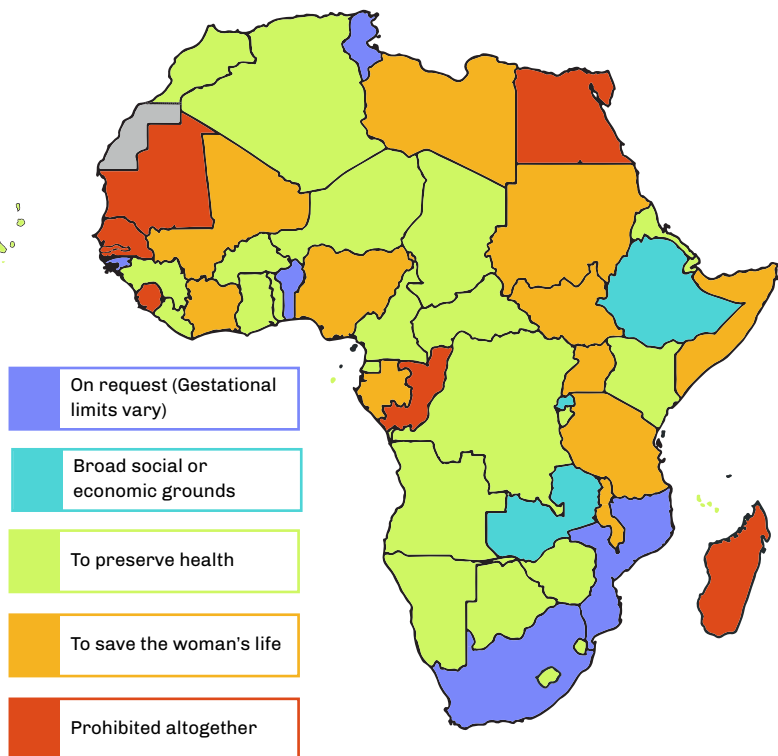 On request (Gestational
limits vary)
Broad social or
economic grounds
To preserve health
To save the woman's life
Prohibited altogether